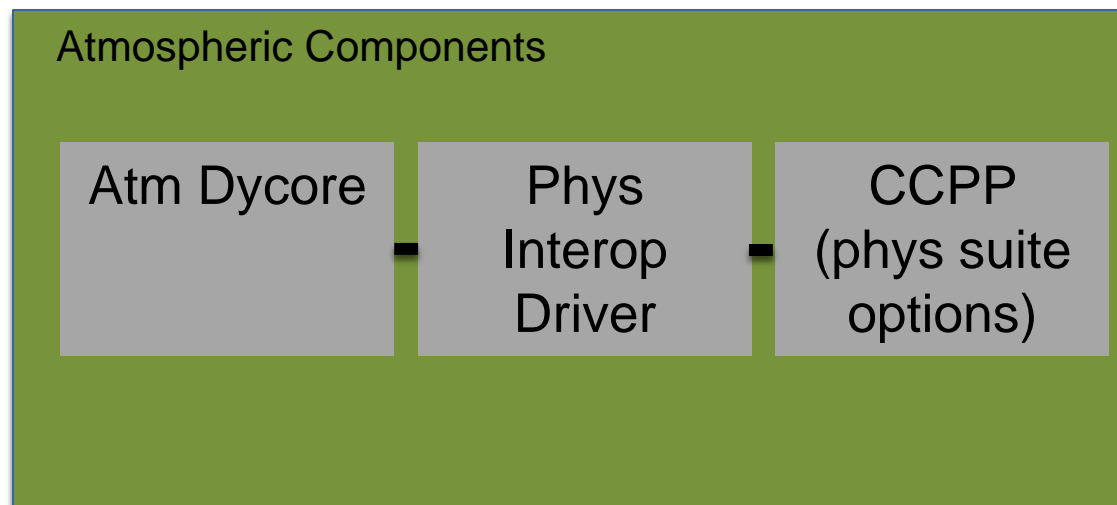 Atmospheric Components
Atm Dycore
Phys
Interop
Driver
CCPP
(phys suite
options)